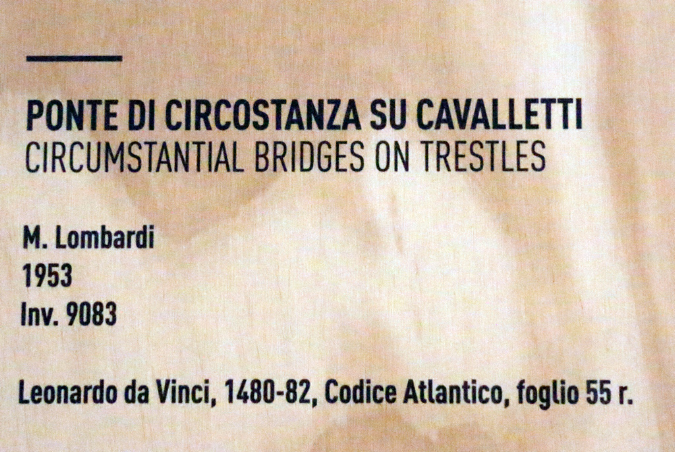 PONTE DI CIRCOSTANZA SU CAVALLETTI
CIRCUMSTANTIAL BRIDGES ON TRESTLES
M. Lombardi
1953
Inv. 9083
Leonardo da Vinci, 1480-82, Codice Atlantico, foglio 55 r.